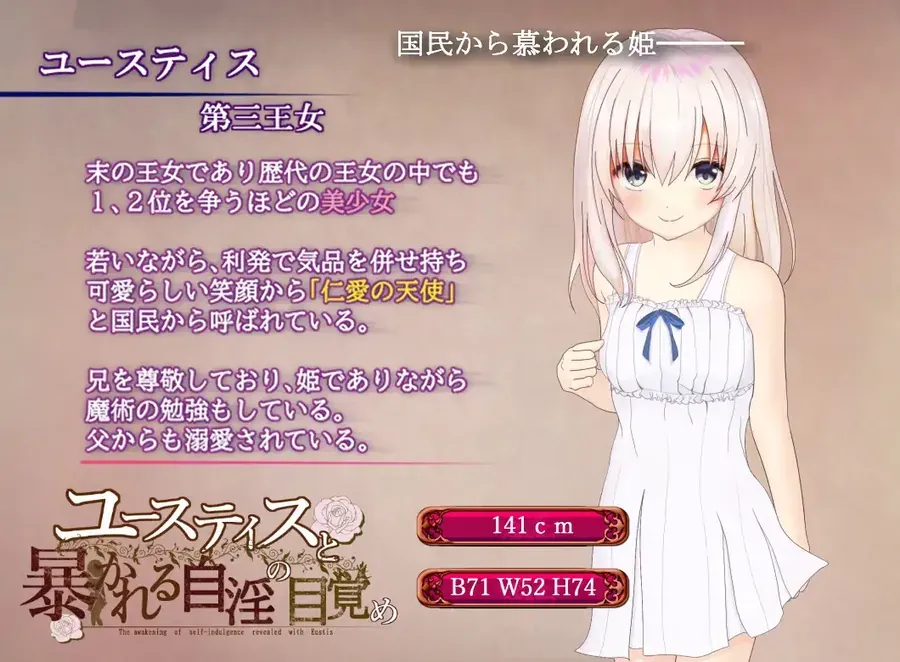 国民から慕われる姫━━━
ユースティス
第三王女
末の王女であり歴代の王女の中でも
１、２位を争うほどの美少女
若いながら、利発で気品を併せ持ち
可愛らしい笑顔から「仁愛の天使」
と国民から呼ばれている。
兄を尊敬しており、姫でありながら
魔術の勉強もしている。
父からも溺愛されている。
ユースティスと
暴かれる自淫の目覚め
The awakening of self-indulgence revealed with Eustis
141ｃｍ
B71 W52 H74